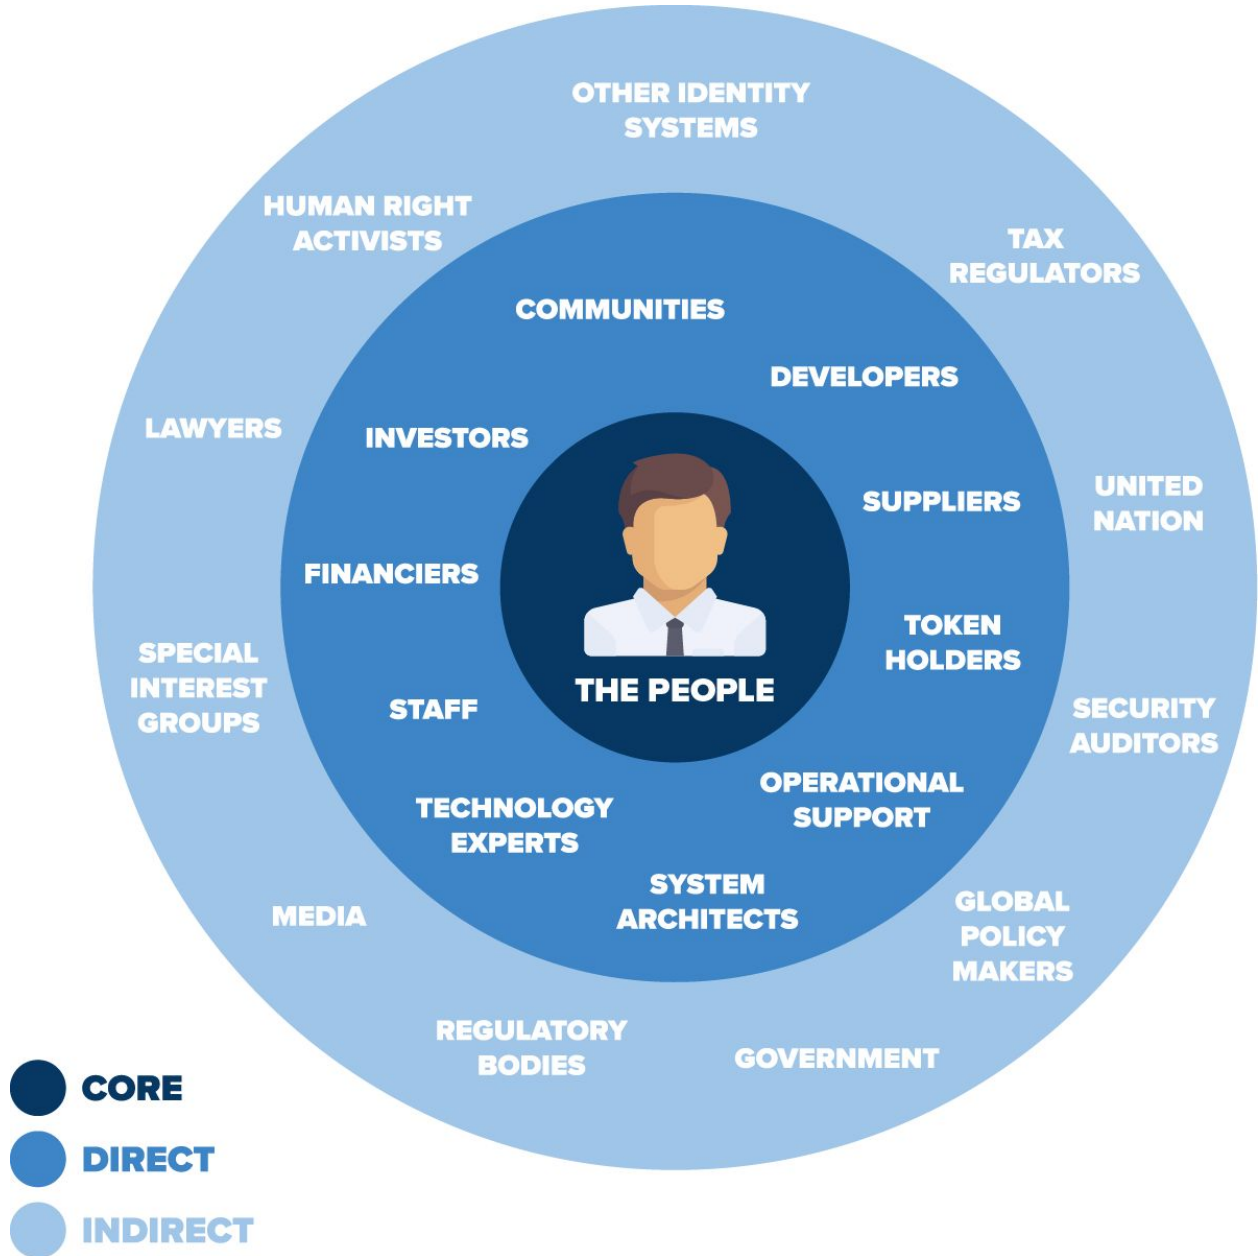 OTHER IDENTITY
SYSTEMS
HUMAN RIGHT
ACTIVISTS
TAX
REGULATORS
COMMUNITIES
DEVELOPERS
LAWYERS
INVESTORS
SUPPLIERS
UNITED
NATION
FINANCIERS
TOKEN
HOLDERS
SPECIAL
INTEREST
GROUPS
THE PEOPLE
STAFF
SECURITY
AUDITORS
OPERATIONAL
SUPPORT
TECHNOLOGY
EXPERTS
SYSTEM
ARCHITECTS
MEDIA
GLOBAL
POLICY
MAKERS
REGULATORY
BODIES
GOVERNMENT
CORE
DIRECT
INDIRECT